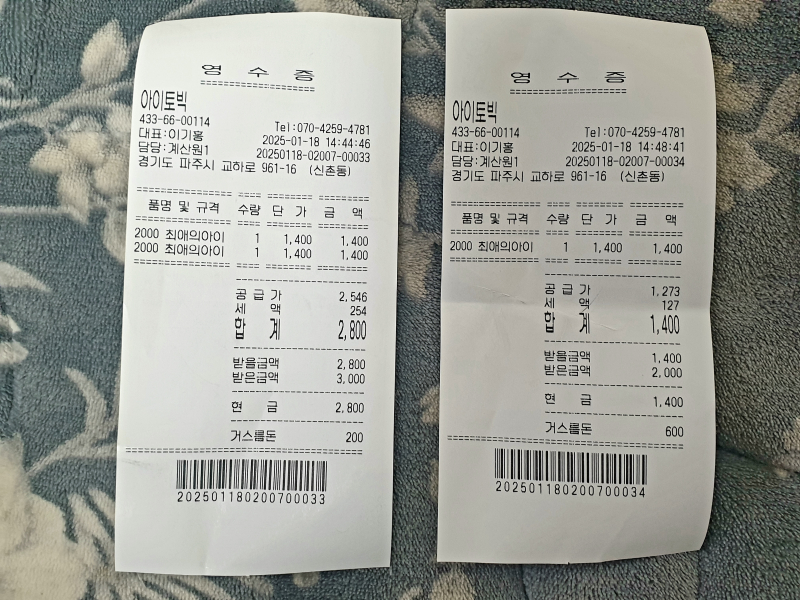 영 수 증
아이토빅
433-66-00114 Tel:070-4259-4781
대표:이기홍 2025-01-18 14:44:46
담당:계산원1 20250118-02007-00033
경기도 파주시 교하로 961-16 (신촌동)
품명 및 규격 수량 단 가 금 액
2000 최애의아이 1 1,400 1,400
2000 최애의아이 1 1,400 1,400
공 급 가 2,546
세 액 254
합 계 2,800
받을금액 2,800
받은금액 3,000
현 금 2,800
거스름돈 200
202501180200700033
영 수 증
아이토빅
433-66-00114 Tel:070-4259-4781
대표:이기홍 2025-01-18 14:48:41
담당:계산원1 20250118-02007-00034
경기도 파주시 교하로 961-16 (신촌동)
품명 및 규격 수량 단 가 금 액
2000 최애의아이 1 1,400 1,400
공 급 가 1,273
세 액 127
합 계 1,400
받을금액 1,400
받은금액 2,000
현 금 1,400
거스름돈 600
202501180200700034